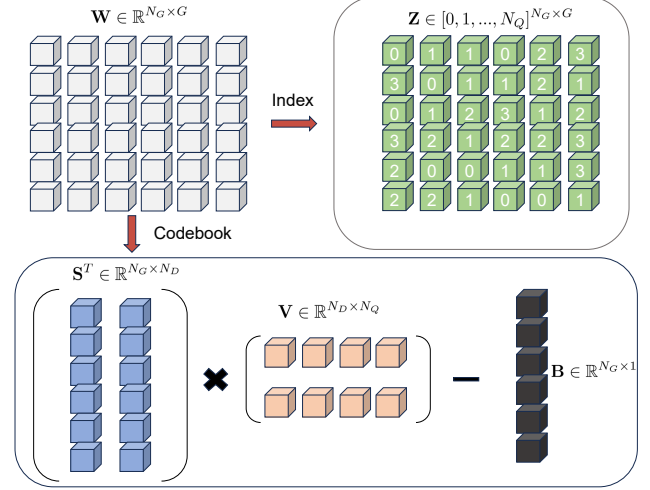 W ∈ ℝ^{N_G×G}
Z ∈ [0, 1, ..., N_Q]^{N_G×G}
0 1 1 0 2 3
3 0 1 1 2 1
0 1 2 3 1 2
3 2 1 2 2 3
2 0 0 1 1 3
2 2 1 0 0 1
Index
Codebook
S^T ∈ ℝ^{N_G×N_D}
V ∈ ℝ^{N_D×N_Q}
B ∈ ℝ^{N_G×1}